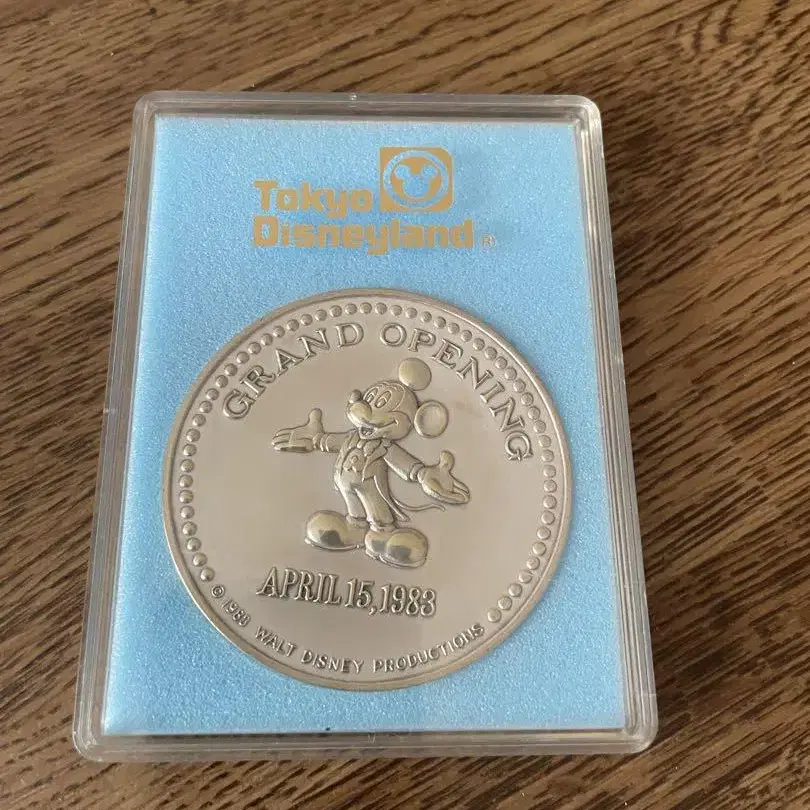 Tokyo
Disneyland ®
GRAND OPENING
APRIL 15, 1983
© 1983 WALT DISNEY PRODUCTIONS